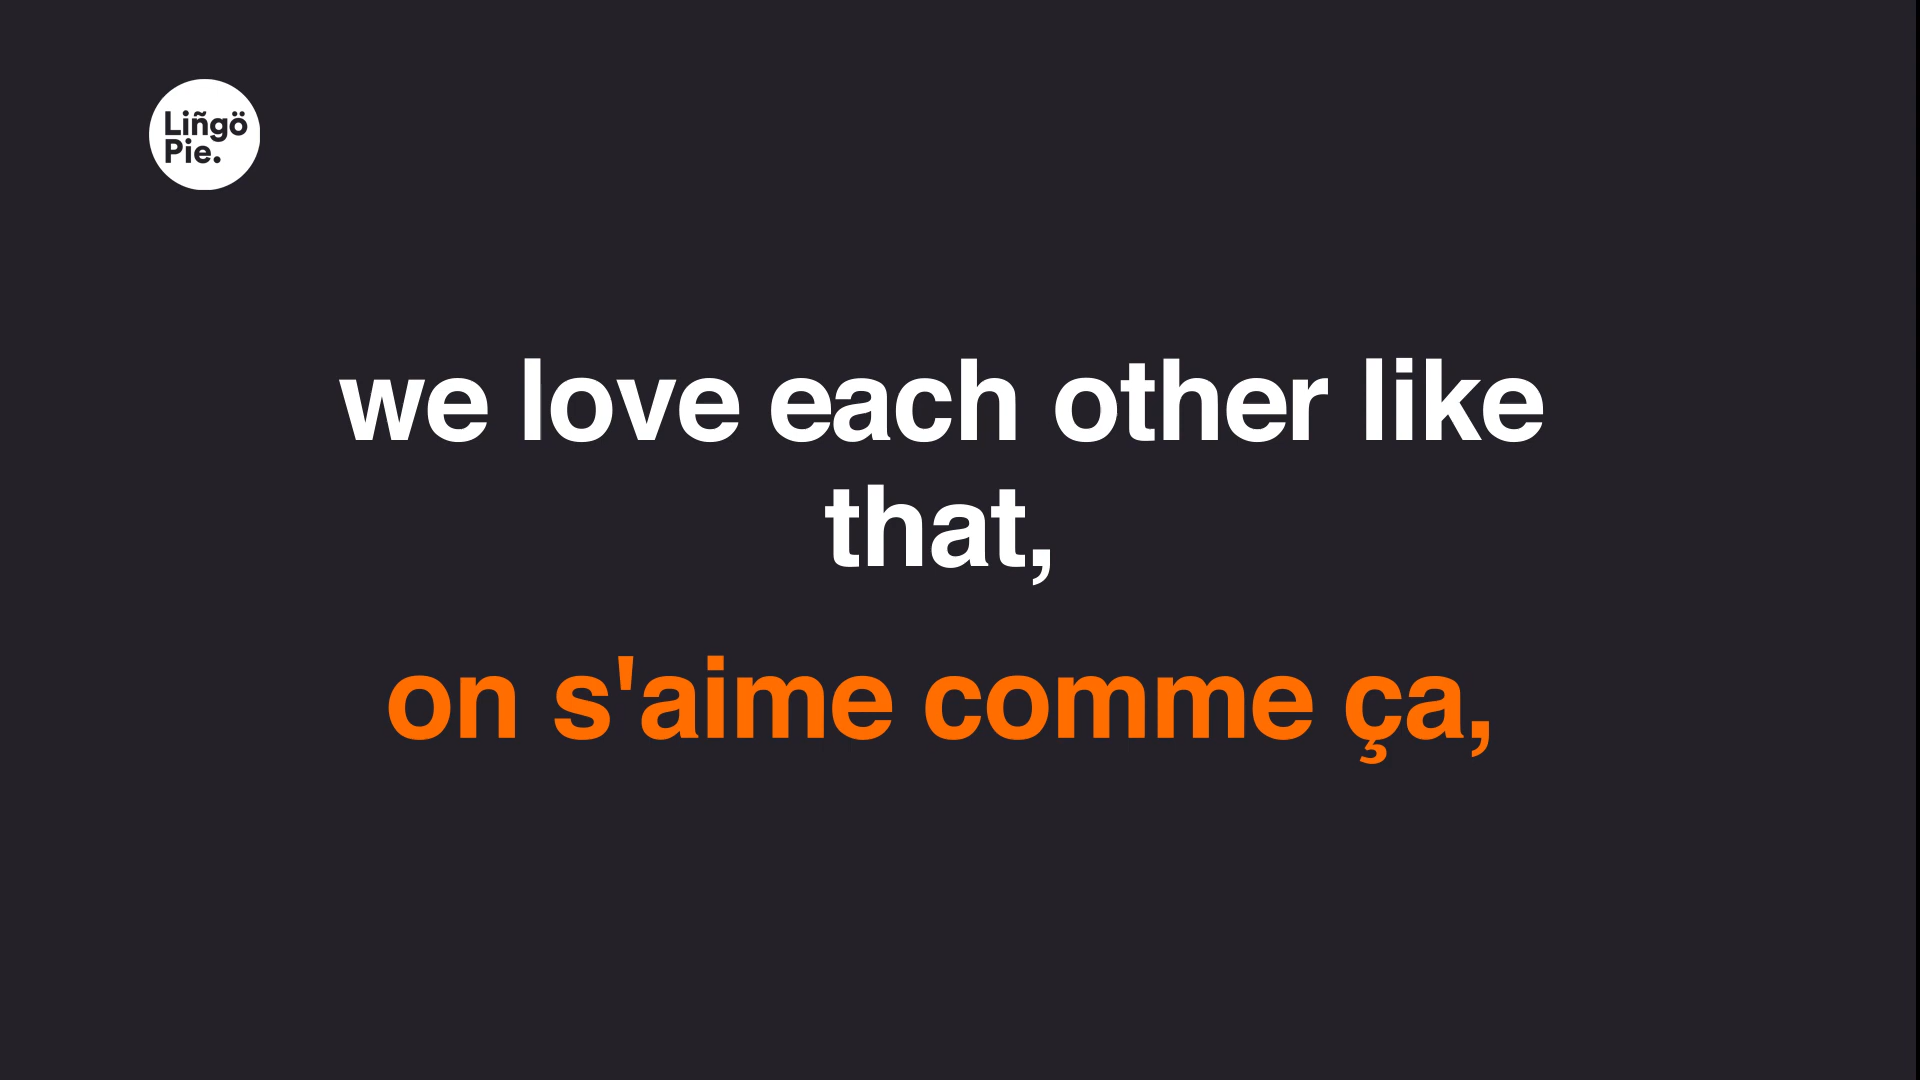 Liñgö
Pie.
we love each other like
that,
on s'aime comme ça,